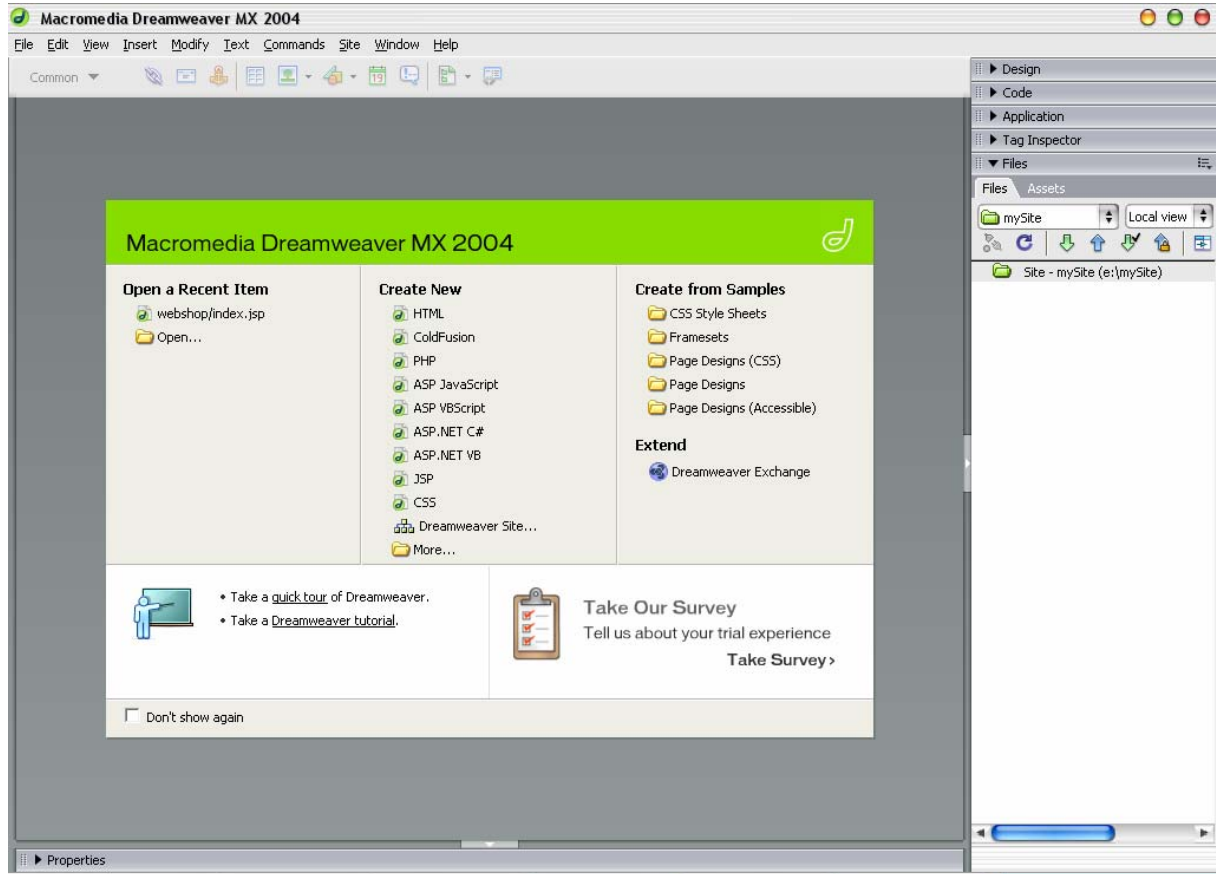 Macromedia Dreamweaver MX 2004
File Edit View Insert Modify Text Commands Site Window Help
Common
19
Design
Code
Application
Tag Inspector
Files
Files Assets
mySite Local view
Site - mySite (e:\mySite)
Macromedia Dreamweaver MX 2004
Open a Recent Item
webshop/index.jsp
Open...
Create New
HTML
ColdFusion
PHP
ASP JavaScript
ASP VBScript
ASP.NET C#
ASP.NET VB
JSP
CSS
Dreamweaver Site...
More...
Create from Samples
CSS Style Sheets
Framesets
Page Designs (CSS)
Page Designs
Page Designs (Accessible)
Extend
Dreamweaver Exchange
• Take a quick tour of Dreamweaver.
• Take a Dreamweaver tutorial.
Take Our Survey
Tell us about your trial experience
Take Survey›
Don't show again
Properties